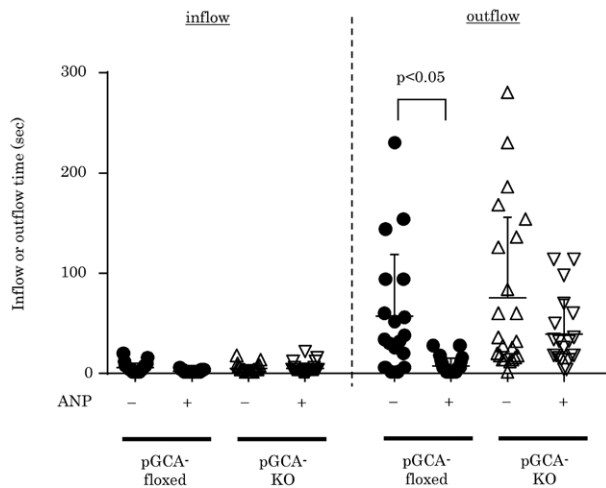 inflow outflow
p<0.05
Inflow or outflow time (sec)
300
200
100
0
ANP − + − + − + − +
pGCA-
floxed
pGCA-
KO
pGCA-
floxed
pGCA-
KO